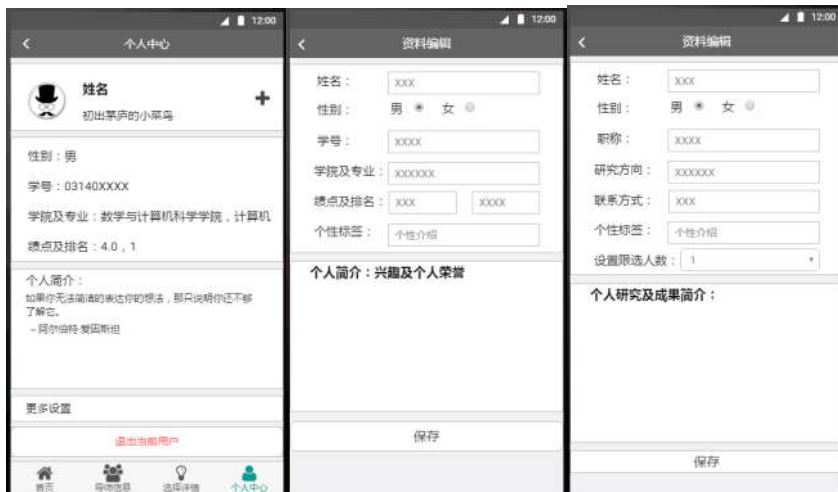 12:00
个人中心
姓名
初出茅庐的小菜鸟
性别：男
学号：03140XXXX
学院及专业：数学与计算机科学学院，计算机
绩点及排名：4.0，1
个人简介：
如果你无法简洁的表达你的想法，那只说明你还不够
了解它。
-阿尔伯特·爱因斯坦
更多设置
退出当前用户
首页 导师信息 选择详情 个人中心
12:00
资料编辑
姓名： XXX
性别： 男 女
学号： XXXX
学院及专业： XXXXXX
绩点及排名： XXX XXXX
个性标签： 个性介绍
个人简介：兴趣及个人荣誉
保存
12:00
资料编辑
姓名： XXX
性别： 男 女
职称： XXXX
研究方向： XXXXXX
联系方式： XXX
个性标签： 个性介绍
设置限选人数： 1
个人研究及成果简介：
保存